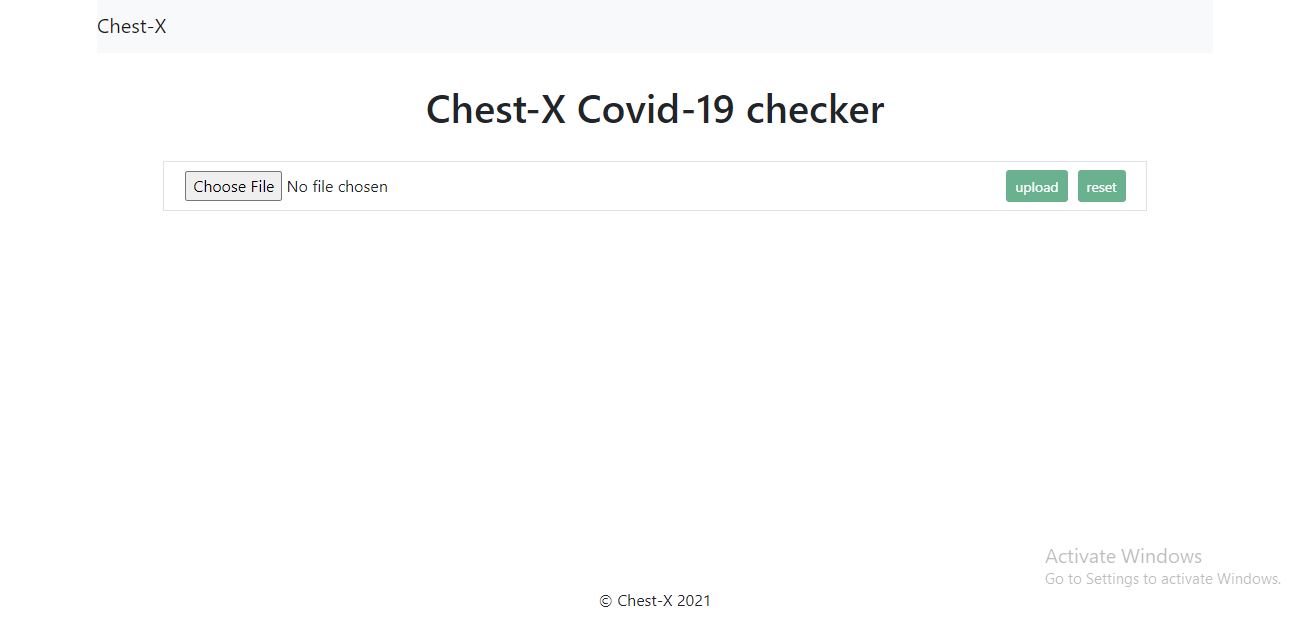 Chest-X
Chest-X Covid-19 checker
Choose File No file chosen upload reset
Activate Windows
Go to Settings to activate Windows.
© Chest-X 2021